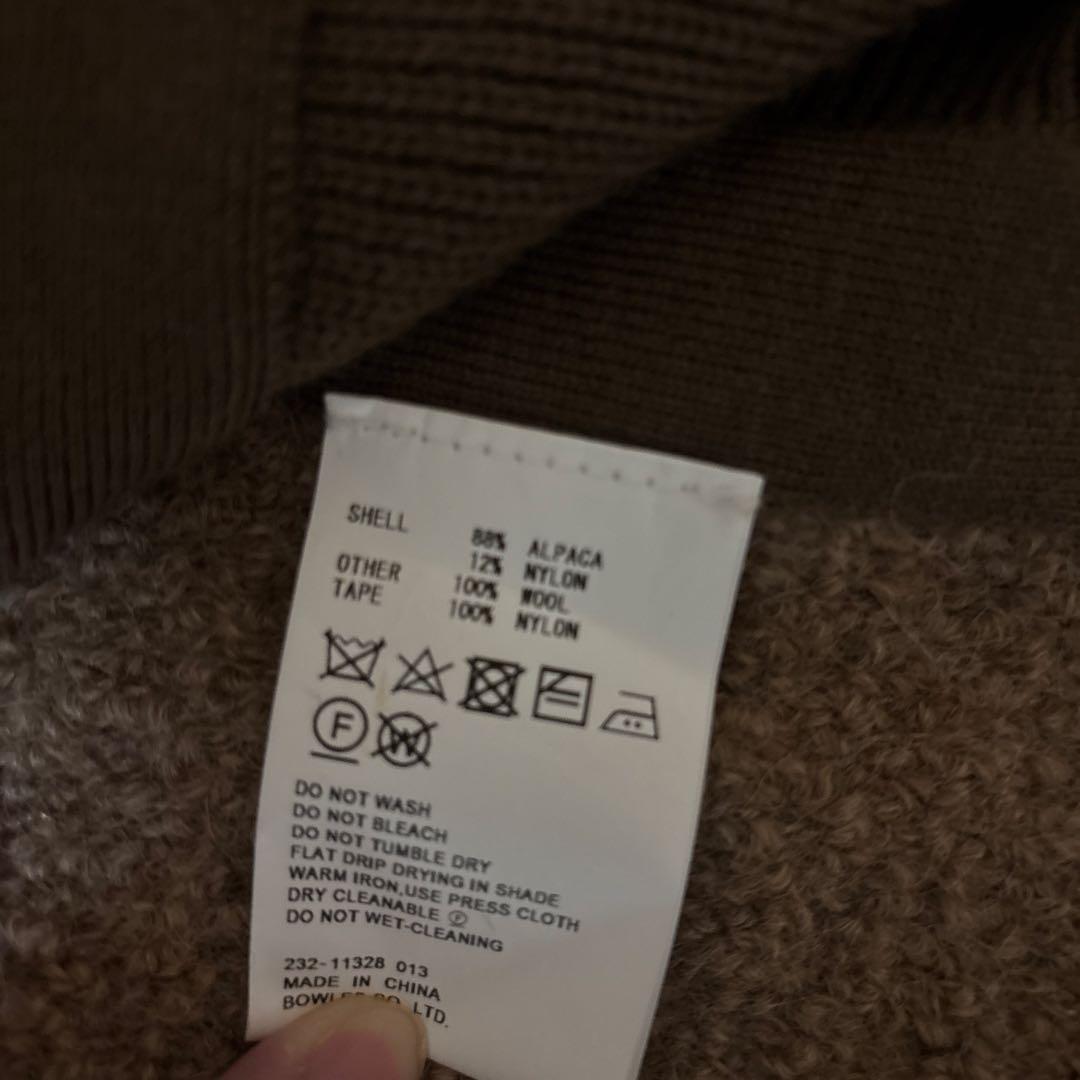 SHELL 88% ALPACA
12% NYLON
OTHER 100% WOOL
TAPE 100% NYLON
F W
DO NOT WASH
DO NOT BLEACH
DO NOT TUMBLE DRY
FLAT DRIP DRYING IN SHADE
WARM IRON,USE PRESS CLOTH
DRY CLEANABLE Ⓟ
DO NOT WET-CLEANING
232-11328 013
MADE IN CHINA
CO. LTD.